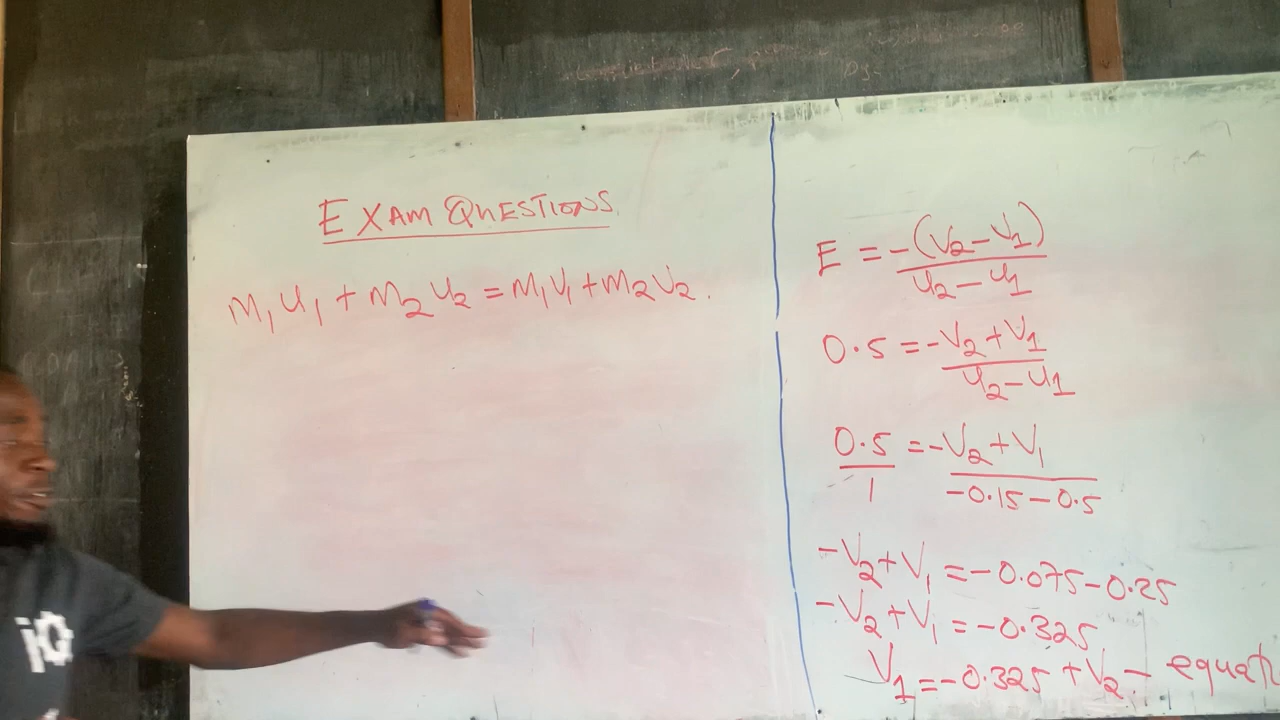 EXAM QUESTIONS
M₁U₁ + M₂U₂ = M₁V₁ + M₂V₂.
E = -(V₂-V₁) / U₂-U₁
0.5 = -V₂+V₁ / U₂-U₁
0.5 / 1 = -V₂+V₁ / -0.15-0.5
-V₂+V₁ = -0.075-0.25
-V₂+V₁ = -0.325
V₁ = -0.325 + V₂ - equati
iQ